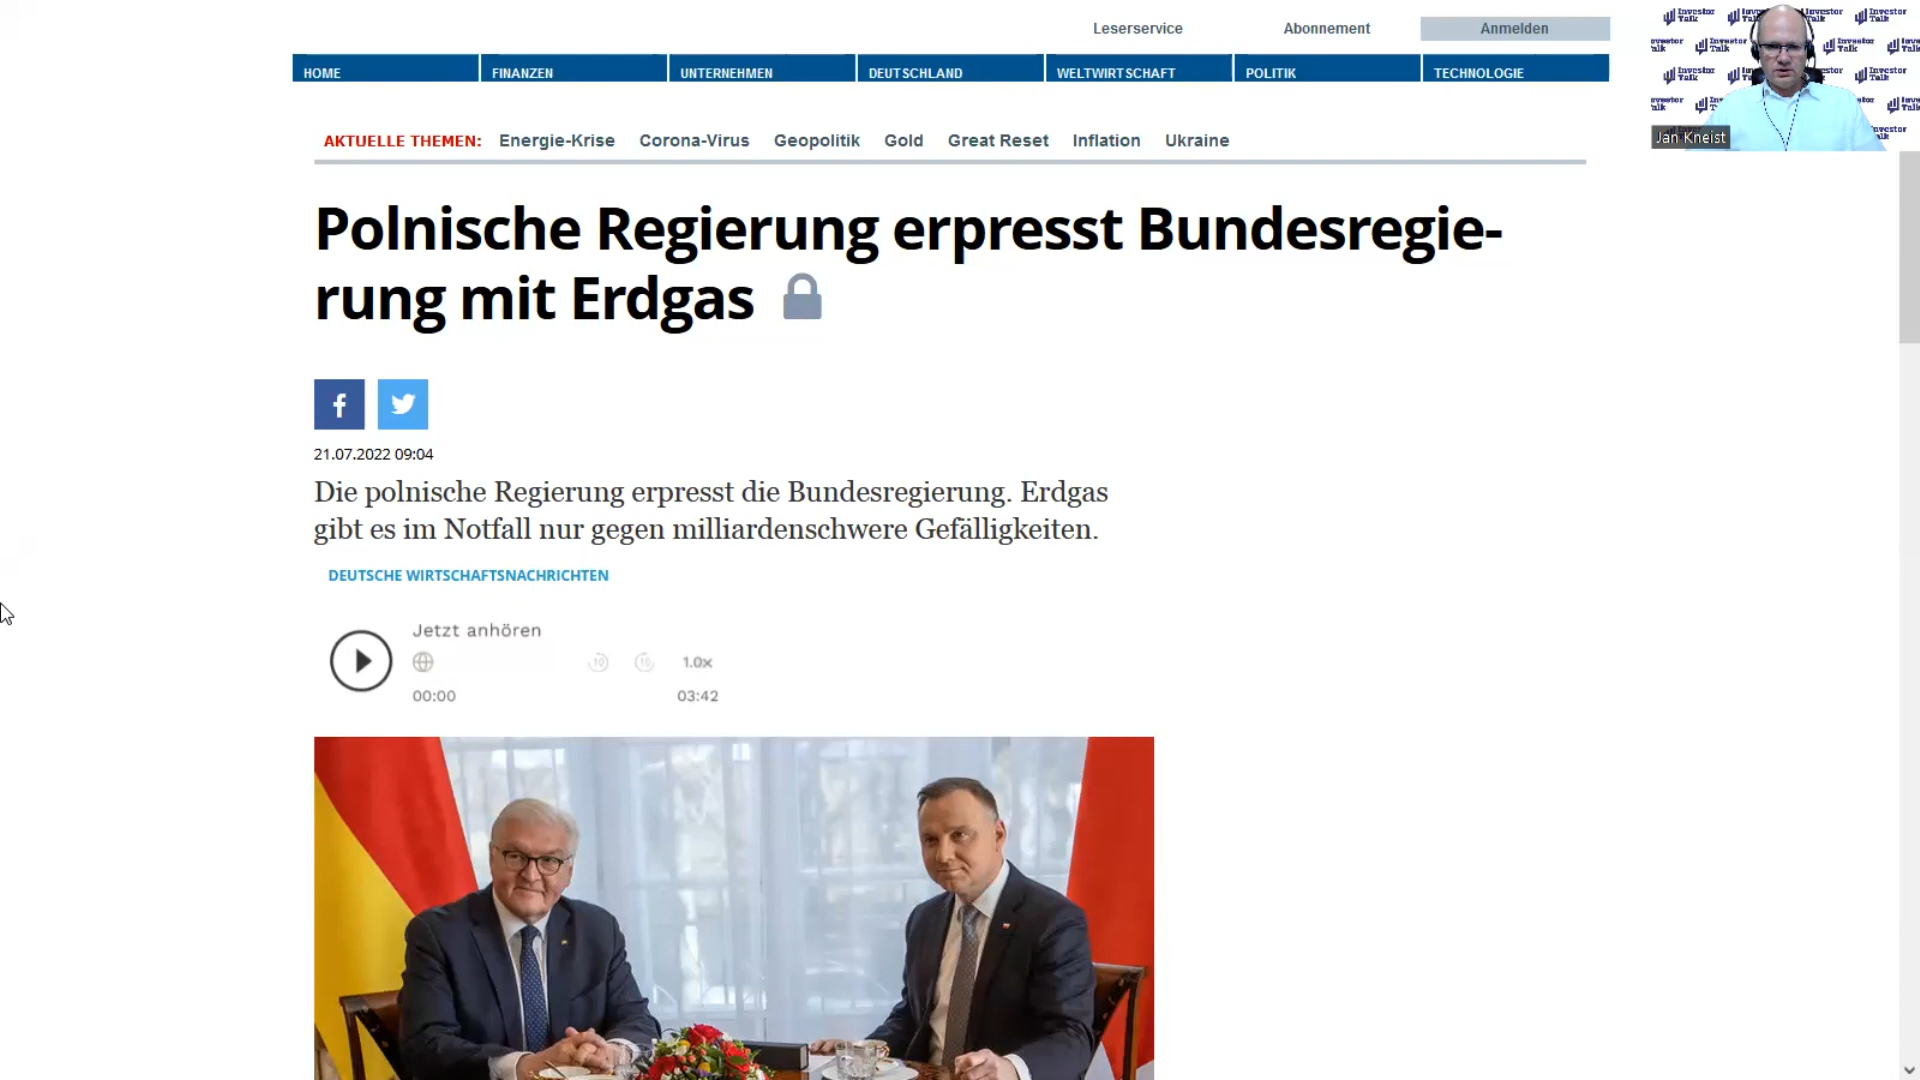 Leserservice
Abonnement
Anmelden
HOME
FINANZEN
UNTERNEHMEN
DEUTSCHLAND
WELTWIRTSCHAFT
POLITIK
TECHNOLOGIE
Investor
Talk
Jan Kneist
AKTUELLE THEMEN: Energie-Krise Corona-Virus Geopolitik Gold Great Reset Inflation Ukraine
Polnische Regierung erpresst Bundesregie-
rung mit Erdgas
21.07.2022 09:04
Die polnische Regierung erpresst die Bundesregierung. Erdgas
gibt es im Notfall nur gegen milliardenschwere Gefälligkeiten.
DEUTSCHE WIRTSCHAFTSNACHRICHTEN
Jetzt anhören
10
10
1.0x
00:00
03:42